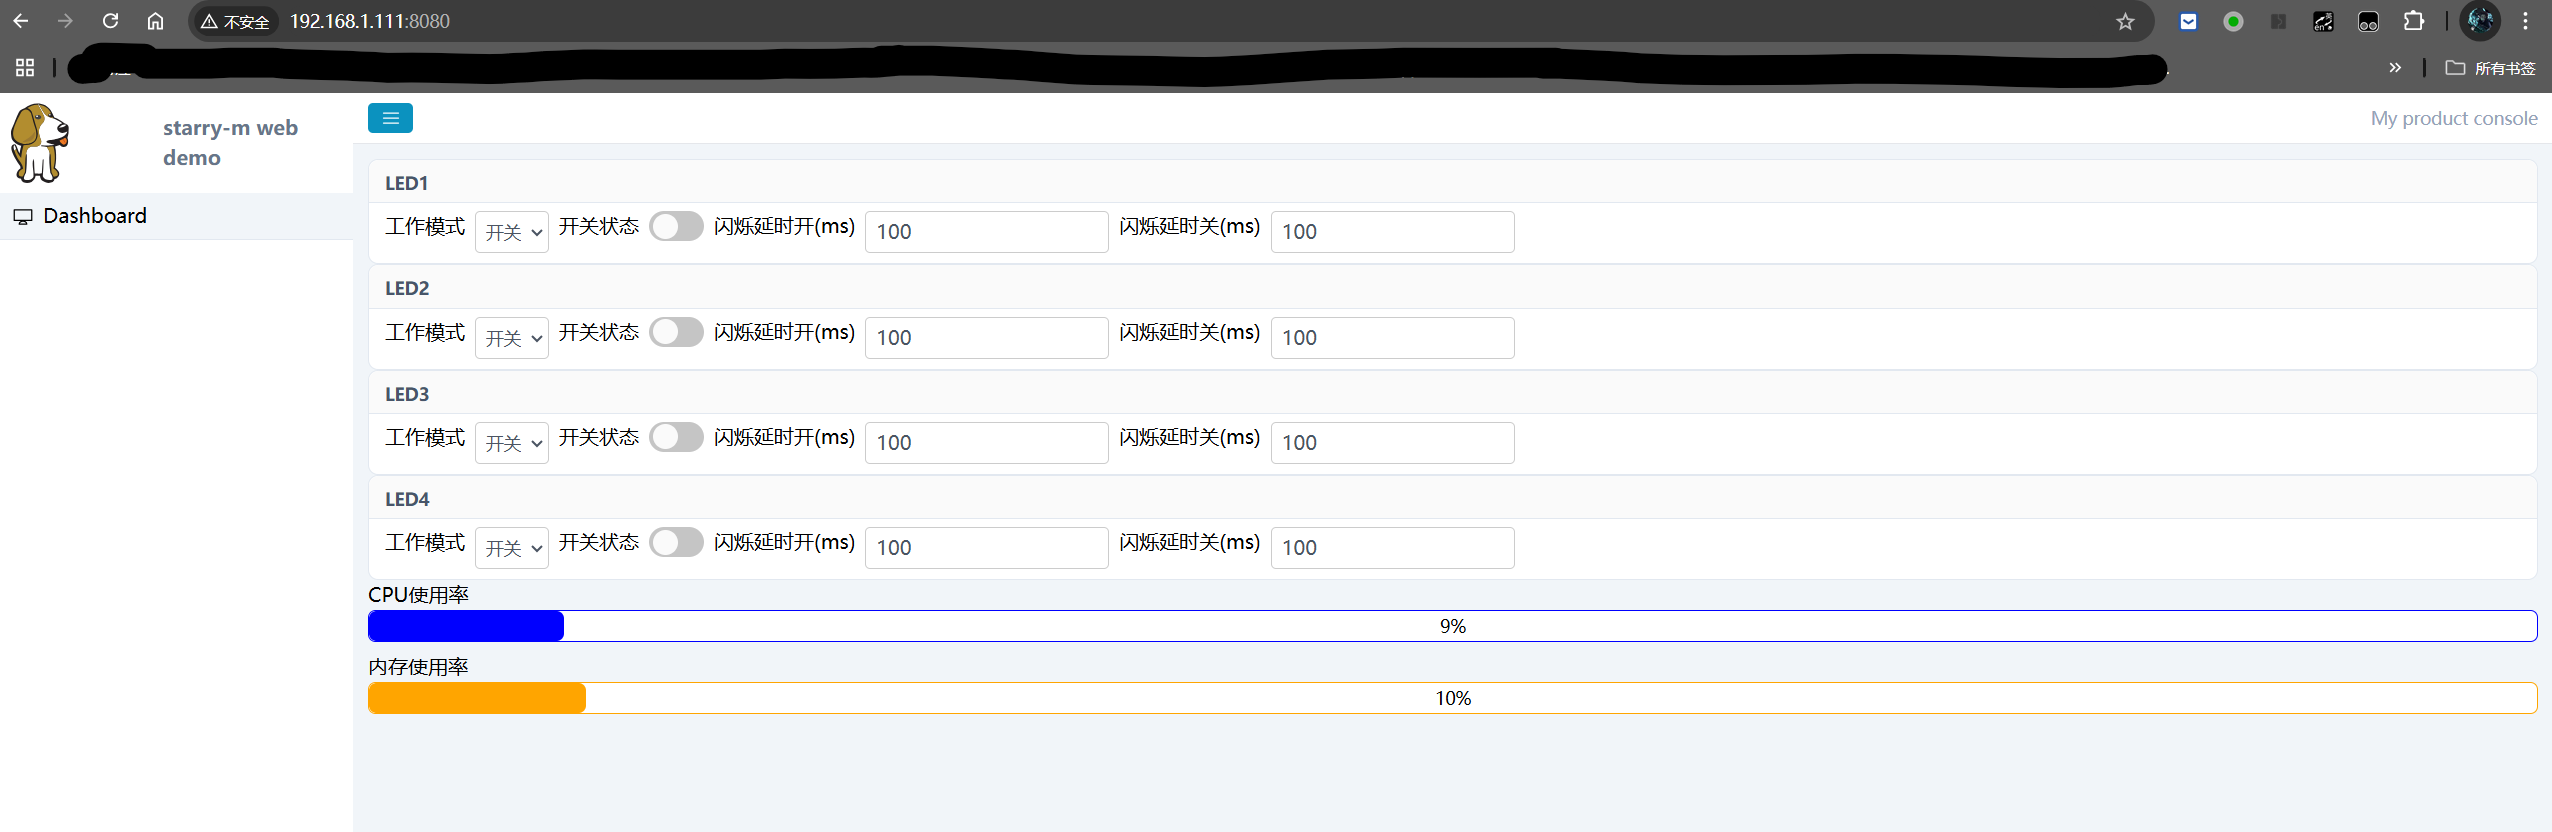 不安全 192.168.1.111:8080
所有书签
starry-m web
demo
My product console
Dashboard
LED1
工作模式 开关 开关状态 闪烁延时开(ms) 100 闪烁延时关(ms) 100
LED2
工作模式 开关 开关状态 闪烁延时开(ms) 100 闪烁延时关(ms) 100
LED3
工作模式 开关 开关状态 闪烁延时开(ms) 100 闪烁延时关(ms) 100
LED4
工作模式 开关 开关状态 闪烁延时开(ms) 100 闪烁延时关(ms) 100
CPU使用率
9%
内存使用率
10%